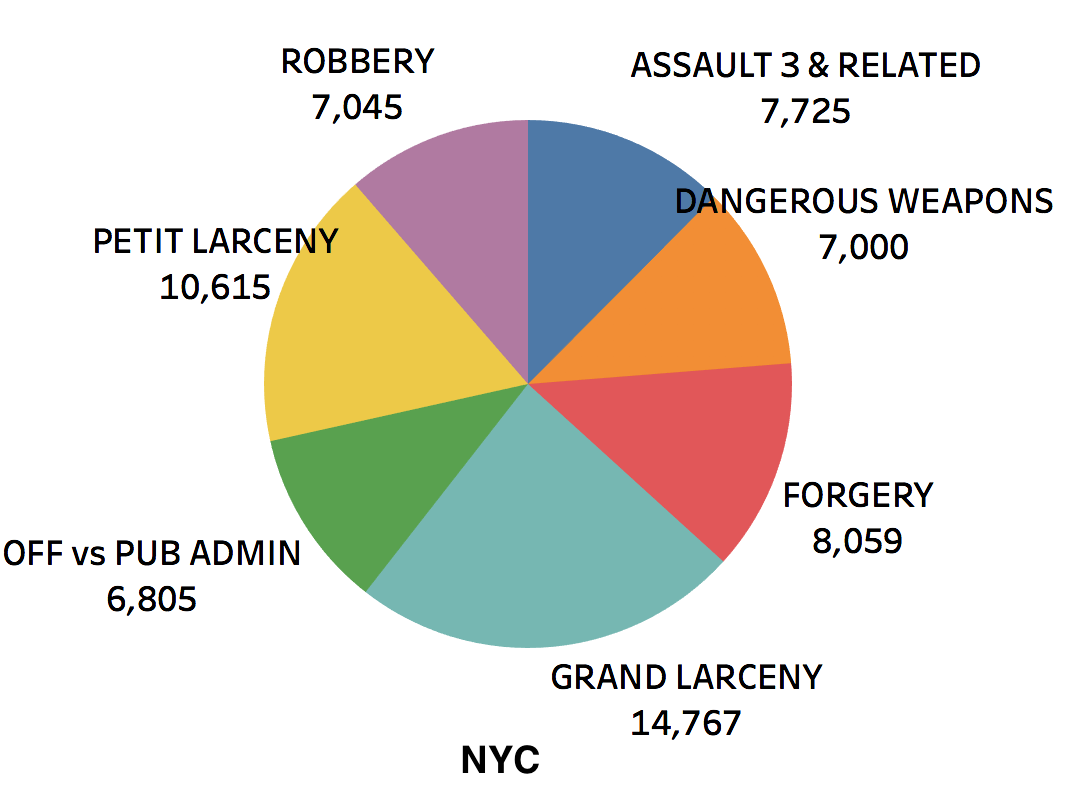 ROBBERY
7,045
ASSAULT 3 & RELATED
7,725
DANGEROUS WEAPONS
7,000
PETIT LARCENY
10,615
FORGERY
8,059
OFF vs PUB ADMIN
6,805
GRAND LARCENY
14,767
NYC